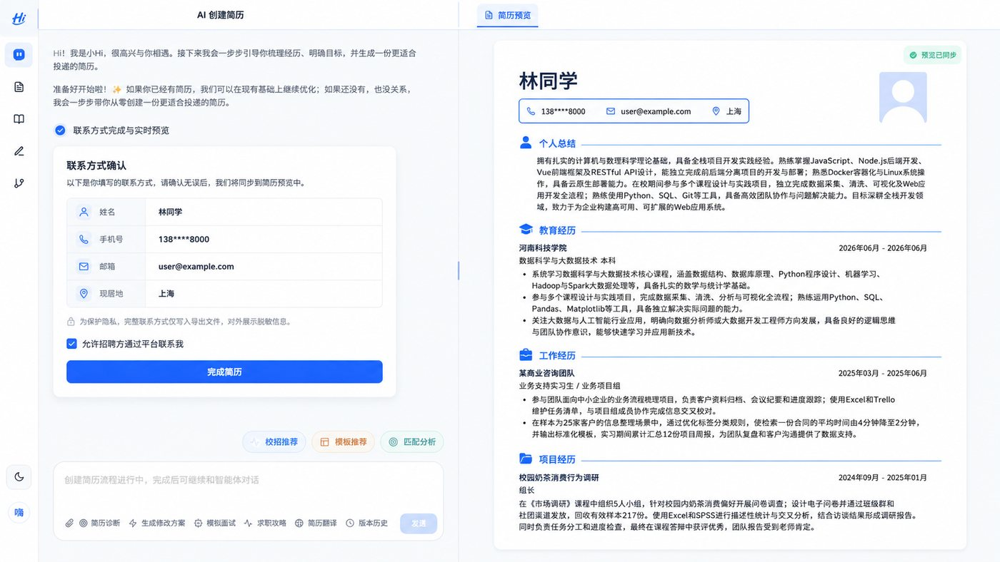 Hi
AI 创建简历
Hi！我是小Hi，很高兴与你相遇。接下来我会一步步引导你梳理经历、明确目标，并生成一份更适合
投递的简历。
准备好开始啦！✨ 如果你已经有简历，我们可以在现有基础上继续优化；如果还没有，也没关系，
我会一步步带你从零创建一份更适合投递的简历。
联系方式完成与实时预览
联系方式确认
以下是你填写的联系方式，请确认无误后，我们将同步到简历预览中。
姓名 林同学
手机号 138****8000
邮箱 user@example.com
现居地 上海
为保护隐私，完整联系方式仅写入导出文件，对外展示脱敏信息。
允许招聘方通过平台联系我
完成简历
校招推荐 模板推荐 匹配分析
创建简历流程进行中，完成后可继续和智能体对话
简历诊断 生成修改方案 模拟面试 求职攻略 简历翻译 版本历史 发送
嗨
简历预览
预览已同步
林同学
138****8000 user@example.com 上海
个人总结
拥有扎实的计算机与数理科学理论基础，具备全栈项目开发实践经验。熟练掌握JavaScript、Node.js后端开发、
Vue前端框架及RESTful API设计，能独立完成前后端分离项目的开发与部署；熟悉Docker容器化与Linux系统操
作，具备云原生部署能力。在校期间参与多个课程设计与实践项目，独立完成数据采集、清洗、可视化及Web应
用开发全流程；熟练使用Python、SQL、Git等工具，具备高效团队协作与问题解决能力。目标深耕全栈开发领
域，致力于为企业构建高可用、可扩展的Web应用系统。
教育经历
河南科技学院 2026年06月 - 2026年06月
数据科学与大数据技术 本科
• 系统学习数据科学与大数据技术核心课程，涵盖数据结构、数据库原理、Python程序设计、机器学习、
Hadoop与Spark大数据处理等，具备扎实的数学与统计学基础。
• 参与多个课程设计与实践项目，完成数据采集、清洗、分析与可视化全流程；熟练运用Python、SQL、
Pandas、Matplotlib等工具，具备独立解决实际问题的能力。
• 关注大数据与人工智能行业应用，明确向数据分析师或大数据开发工程师方向发展，具备良好的逻辑思维
与团队协作意识，能够快速学习并应用新技术。
工作经历
某商业咨询团队 2025年03月 - 2025年06月
业务支持实习生 / 业务项目组
• 参与团队面向中小企业的业务流程梳理项目，负责客户资料归档、会议纪要和进度跟踪；使用Excel和Trello
维护任务清单，与项目组成员协作完成信息交叉校对。
• 在样本为25家客户的信息整理场景中，通过优化标签分类规则，使检索一份合同的平均时间由4分钟降至2分钟，
并输出标准化模板，实习期间累计汇总12份项目周报，为团队复盘和客户沟通提供了数据支持。
项目经历
校园奶茶消费行为调研 2024年09月 - 2025年01月
组长
在《市场调研》课程中组织5人小组，针对校园内奶茶消费偏好开展问卷调查；设计电子问卷并通过班级群和
社团渠道发放，回收有效样本217份。使用Excel和SPSS进行描述性统计与交叉分析，结合访谈结果形成调研报告。
同时负责任务分工和进度检查，最终在课程答辩中获评优秀，团队报告受到老师肯定。